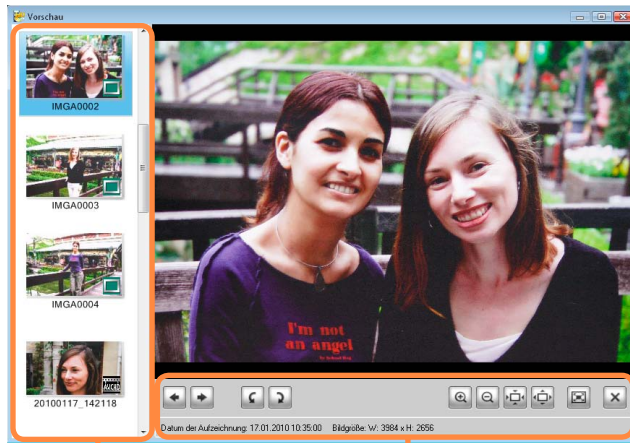 Vorschau
IMGA0002
IMGA0003
IMGA0004
AVCHD
20100117_142118
I'm not
an angel
Datum der Aufzeichnung: 17.01.2010 10:35:00 Bildgröße: W: 3984 x H: 2656